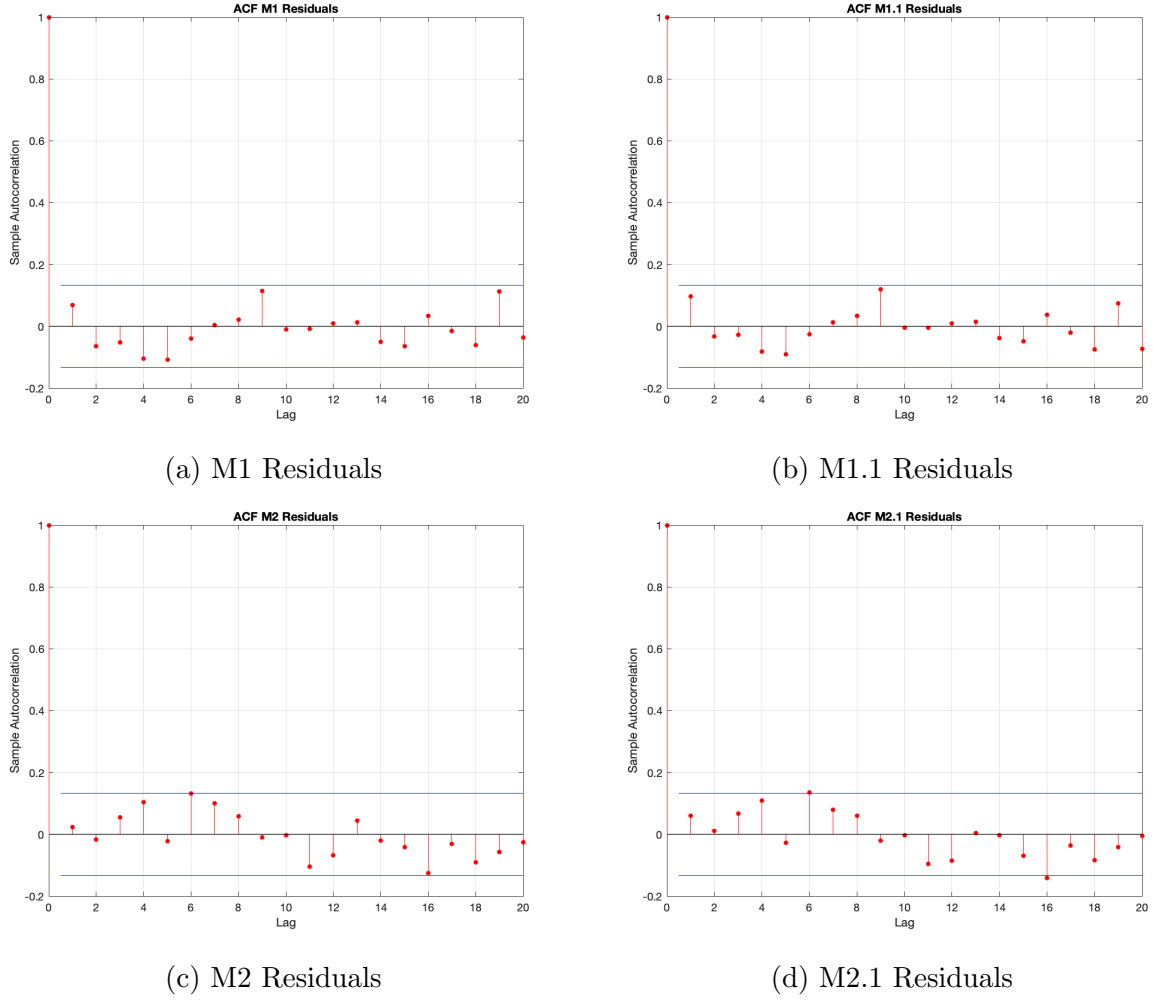 ACF M1 Residuals
1
0.8
0.6
0.4
0.2
0
-0.2
Sample Autocorrelation
0 2 4 6 8 10 12 14 16 18 20
Lag
(a) M1 Residuals
ACF M1.1 Residuals
1
0.8
0.6
0.4
0.2
0
-0.2
Sample Autocorrelation
0 2 4 6 8 10 12 14 16 18 20
Lag
(b) M1.1 Residuals
ACF M2 Residuals
1
0.8
0.6
0.4
0.2
0
-0.2
Sample Autocorrelation
0 2 4 6 8 10 12 14 16 18 20
Lag
(c) M2 Residuals
ACF M2.1 Residuals
1
0.8
0.6
0.4
0.2
0
-0.2
Sample Autocorrelation
0 2 4 6 8 10 12 14 16 18 20
Lag
(d) M2.1 Residuals